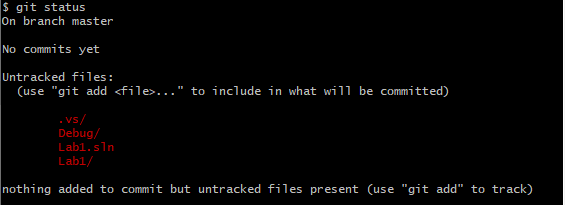 $ git status
On branch master
No commits yet
Untracked files:
(use "git add <file>..." to include in what will be committed)
.vs/
Debug/
Lab1.sln
Lab1/
nothing added to commit but untracked files present (use "git add" to track)